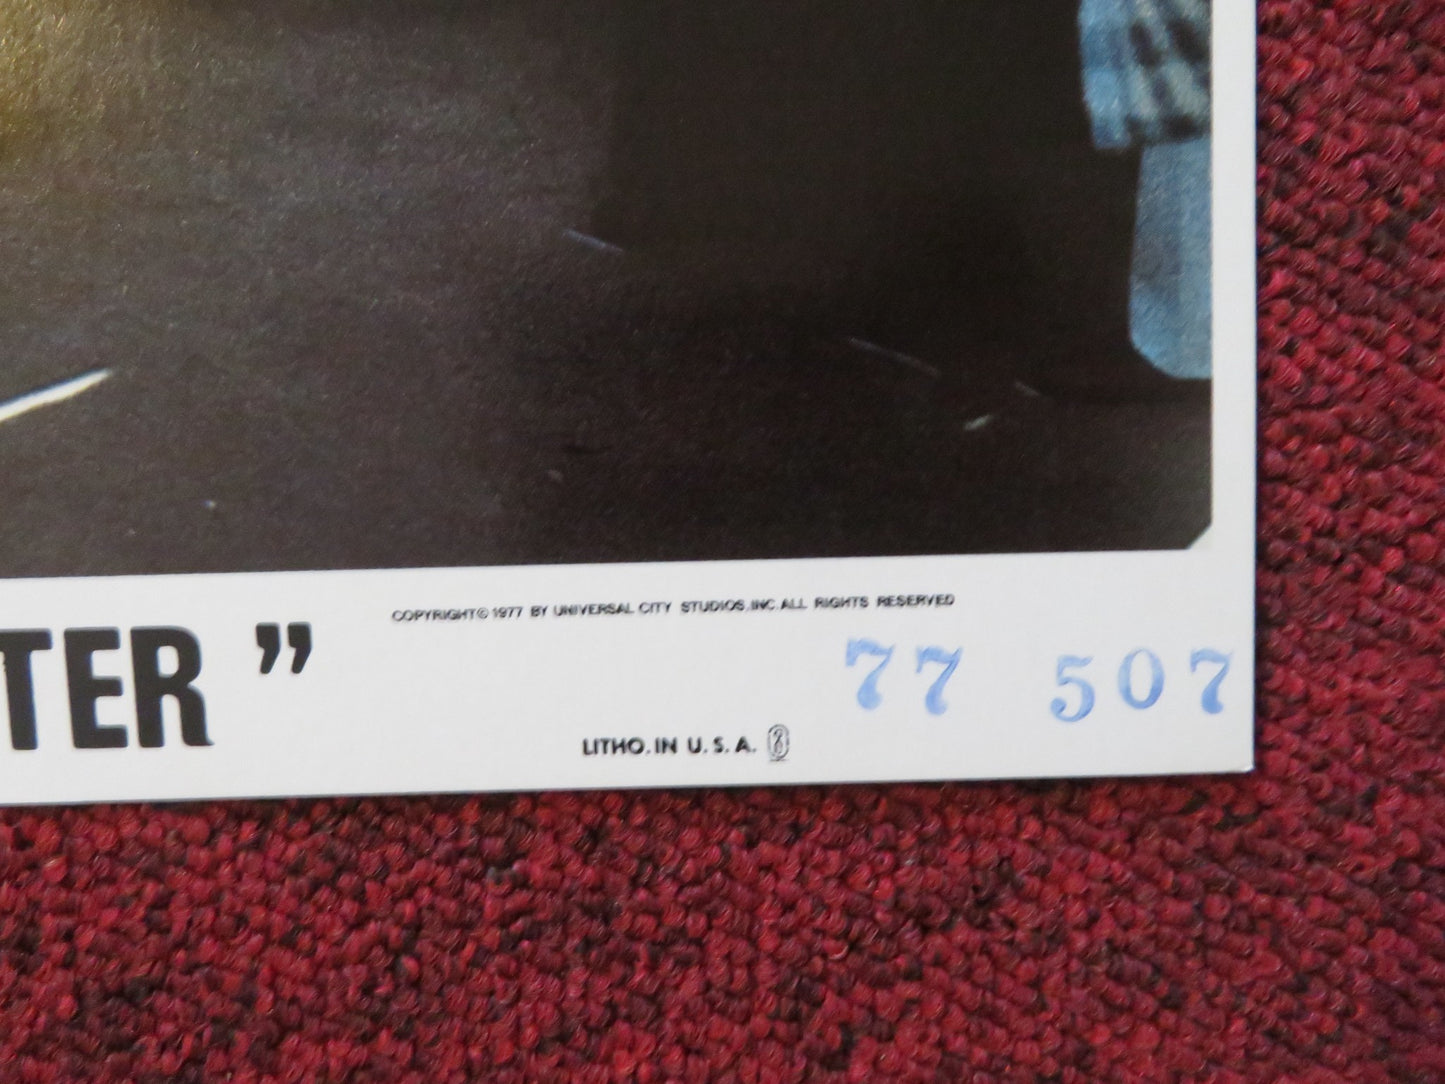 COPYRIGHT© 1977 BY UNIVERSAL CITY STUDIOS, INC. ALL RIGHTS RESERVED
TER ”
77 507
LITHO. IN U. S. A.